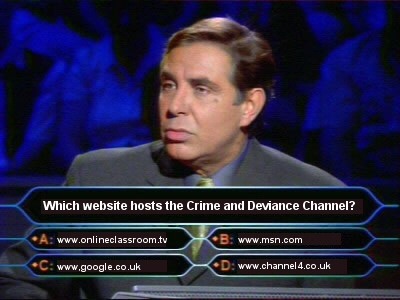 Which website hosts the Crime and Deviance Channel?
A: www.onlineclassroom.tv
B: www.msn.com
C: www.google.co.uk
D: www.channel4.co.uk